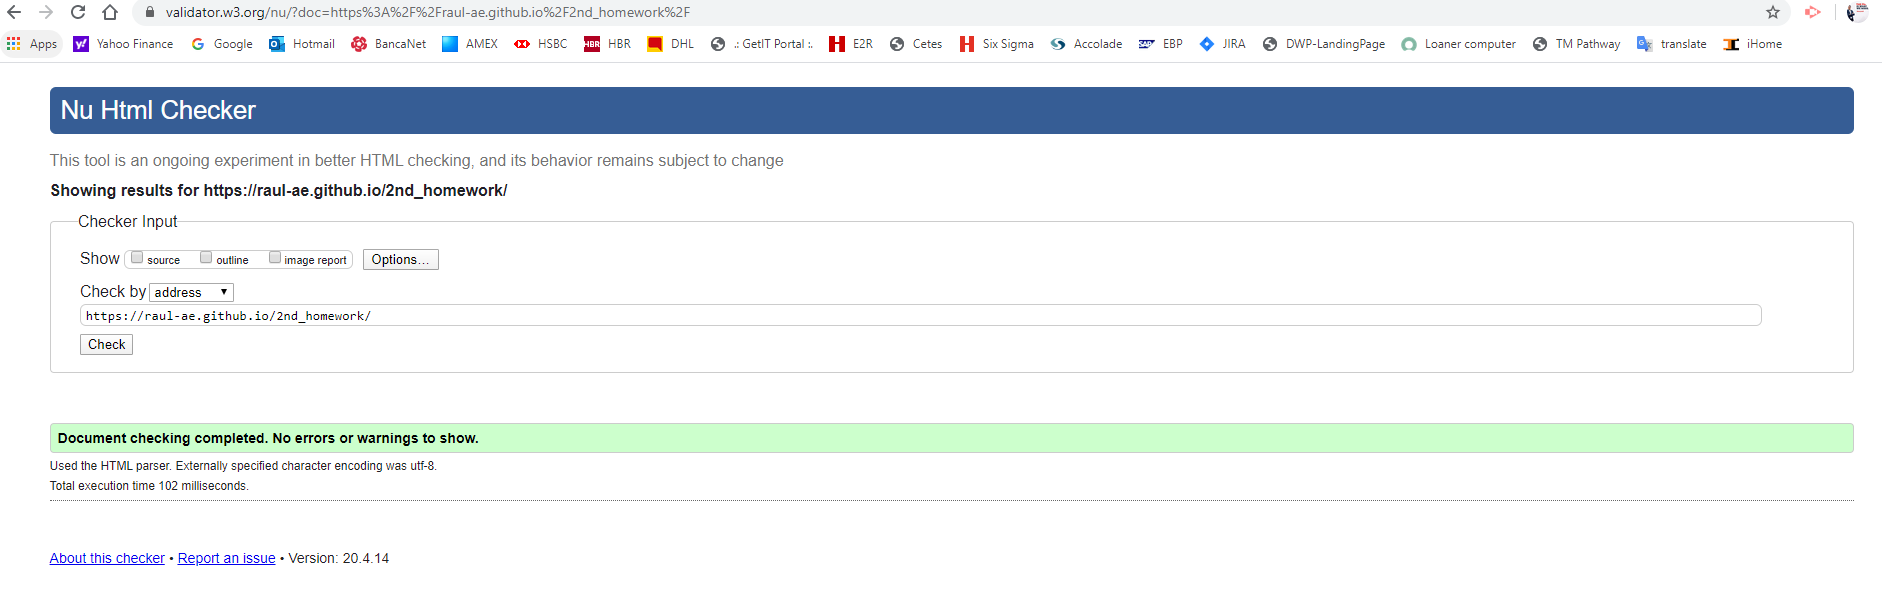 validator.w3.org/nu/?doc=https%3A%2F%2Fraul-ae.github.io%2F2nd_homework%2F
Apps Yahoo Finance Google Hotmail BancaNet AMEX HSBC HBR HBR DHL .: GetIT Portal :. E2R Cetes Six Sigma Accolade SAP EBP JIRA DWP-LandingPage Loaner computer TM Pathway translate iHome
Nu Html Checker
This tool is an ongoing experiment in better HTML checking, and its behavior remains subject to change
Showing results for https://raul-ae.github.io/2nd_homework/
Checker Input
Show source outline image report Options...
Check by address
https://raul-ae.github.io/2nd_homework/
Check
Document checking completed. No errors or warnings to show.
Used the HTML parser. Externally specified character encoding was utf-8.
Total execution time 102 milliseconds.
About this checker • Report an issue • Version: 20.4.14